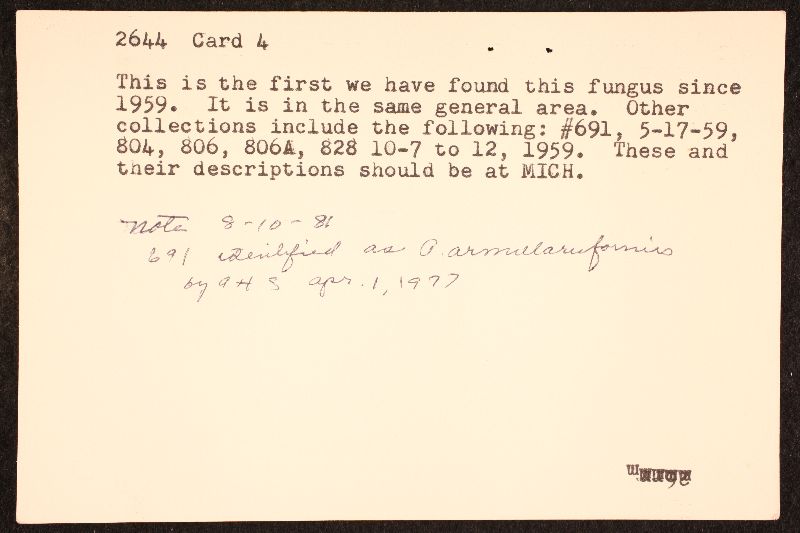 2644 Card 4
This is the first we have found this fungus since
1959. It is in the same general area. Other
collections include the following: #691, 5-17-59,
804, 806, 806A, 828 10-7 to 12, 1959. These and
their descriptions should be at MICH.
Note 8-10-81
691 identified as A. armillariiformis
by AHS Apr. 1, 1977